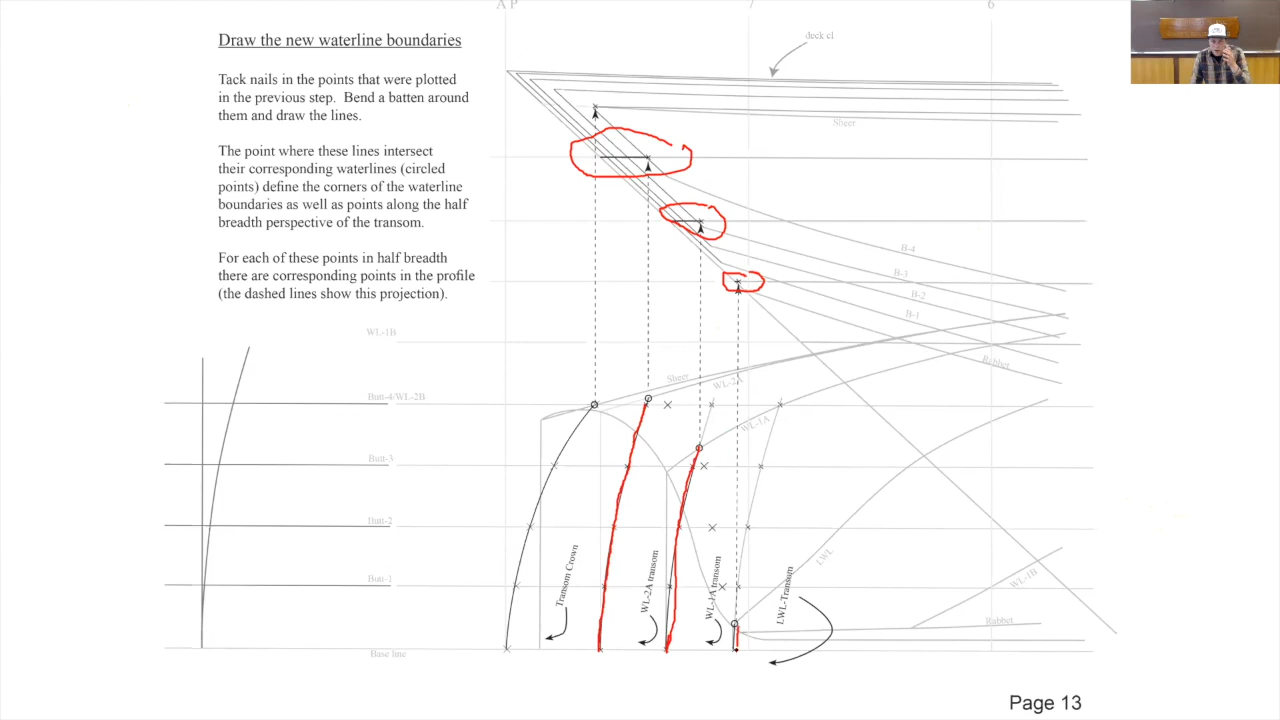 A P
7
6
Draw the new waterline boundaries
deck cl
Tack nails in the points that were plotted
in the previous step. Bend a batten around
them and draw the lines.
Sheer
The point where these lines intersect
their corresponding waterlines (circled
points) define the corners of the waterline
boundaries as well as points along the half
breadth perspective of the transom.
For each of these points in half breadth
there are corresponding points in the profile
(the dashed lines show this projection).
B-4
B-3
B-2
B-1
WL-1H
Rabbet
Sheer
WL-2A
Butt-4/WL-2B
WL-1A
Butt-3
Butt-2
LWL
Transom Crown
WL-2A transom
WL-1A transom
LWL-Transom
WL-1B
Butt-1
Rabbet
Base line
Page 13